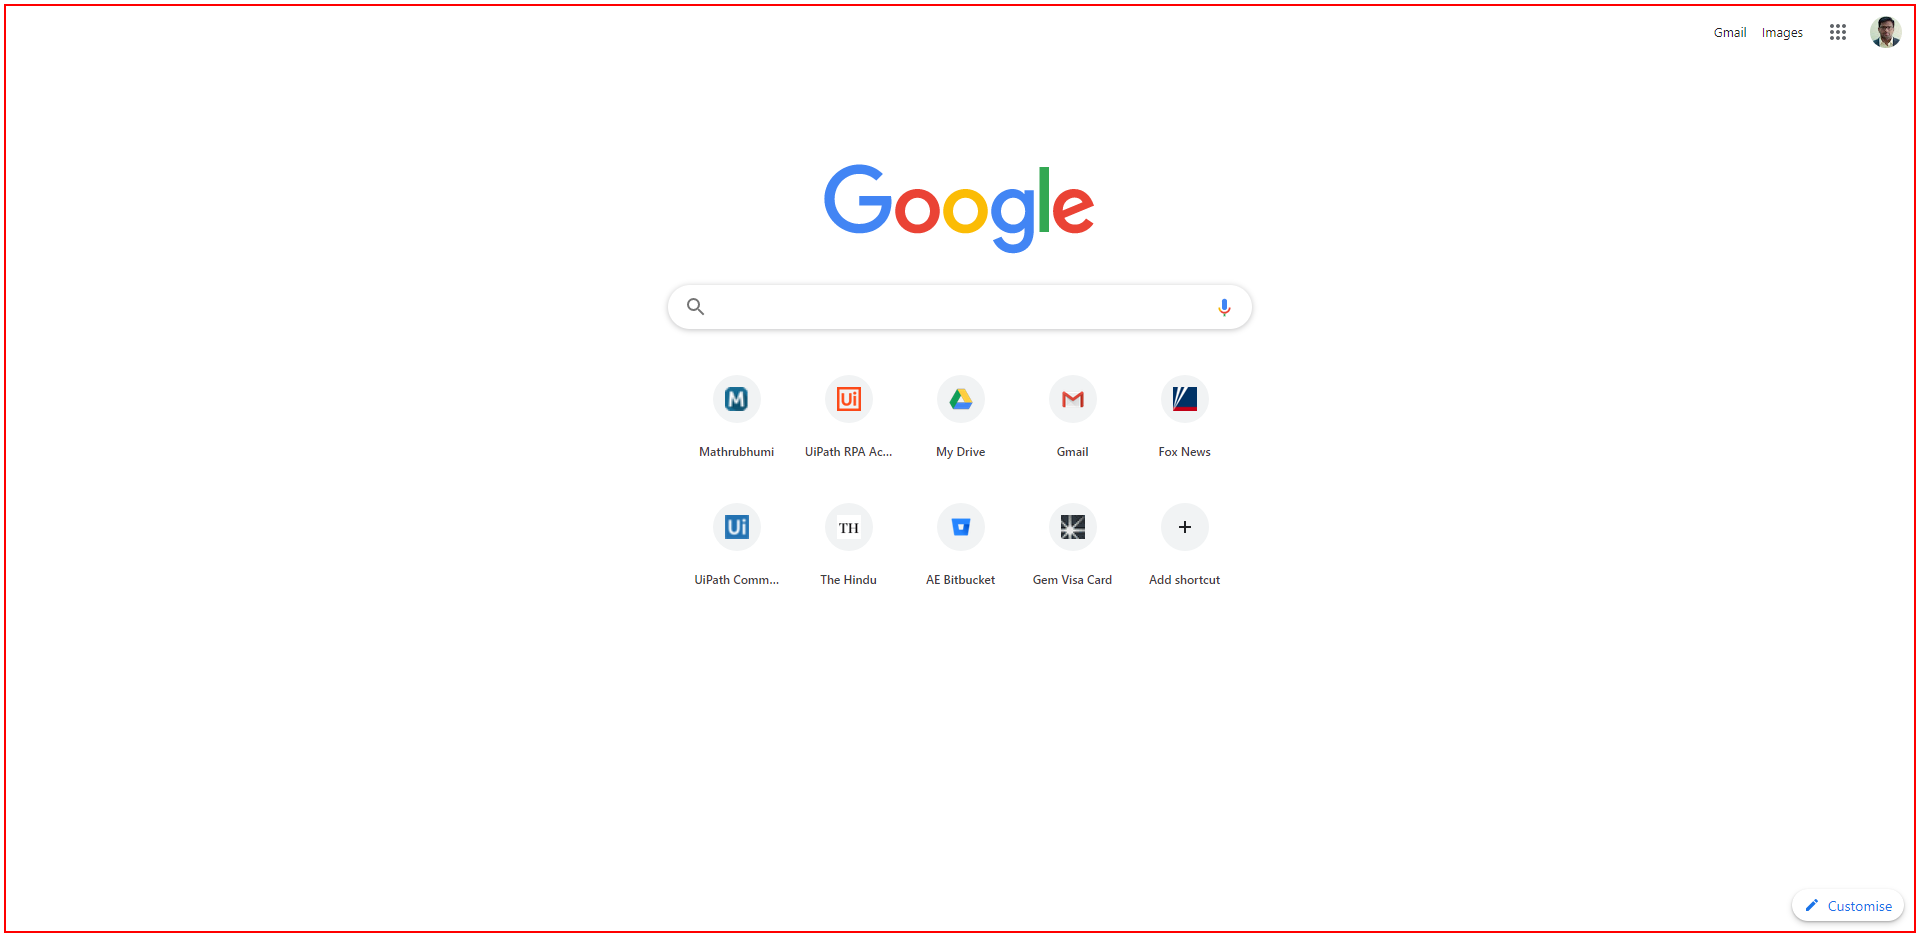 Gmail Images
Google
Mathrubhumi UiPath RPA Ac... My Drive Gmail Fox News
UiPath Comm... The Hindu AE Bitbucket Gem Visa Card Add shortcut
M Ui M
Ui TH
Customise